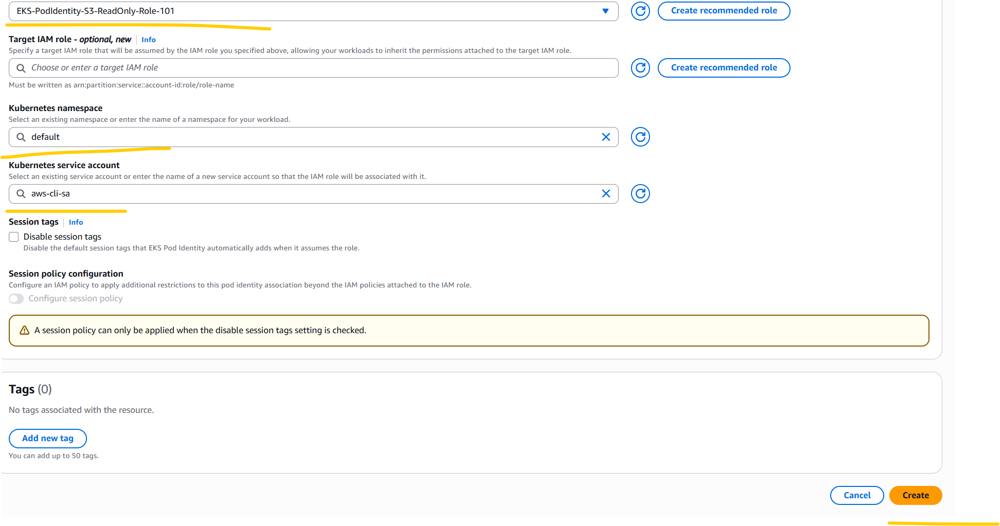 EKS-PodIdentity-S3-ReadOnly-Role-101
Create recommended role
Target IAM role - optional, new
Info
Specify a target IAM role that will be assumed by the IAM role you specified above, allowing your workloads to inherit the permissions attached to the target IAM role.
Choose or enter a target IAM role
Create recommended role
Must be written as arn:partition:service::account-id:role/role-name
Kubernetes namespace
Select an existing namespace or enter the name of a namespace for your workload.
default
Kubernetes service account
Select an existing service account or enter the name of a new service account so that the IAM role will be associated with it.
aws-cli-sa
Session tags
Info
Disable session tags
Disable the default session tags that EKS Pod Identity automatically adds when it assumes the role.
Session policy configuration
Configure an IAM policy to apply additional restrictions to this pod identity association beyond the IAM policies attached to the IAM role.
Configure session policy
A session policy can only be applied when the disable session tags setting is checked.
Tags (0)
No tags associated with the resource.
Add new tag
You can add up to 50 tags.
Cancel
Create